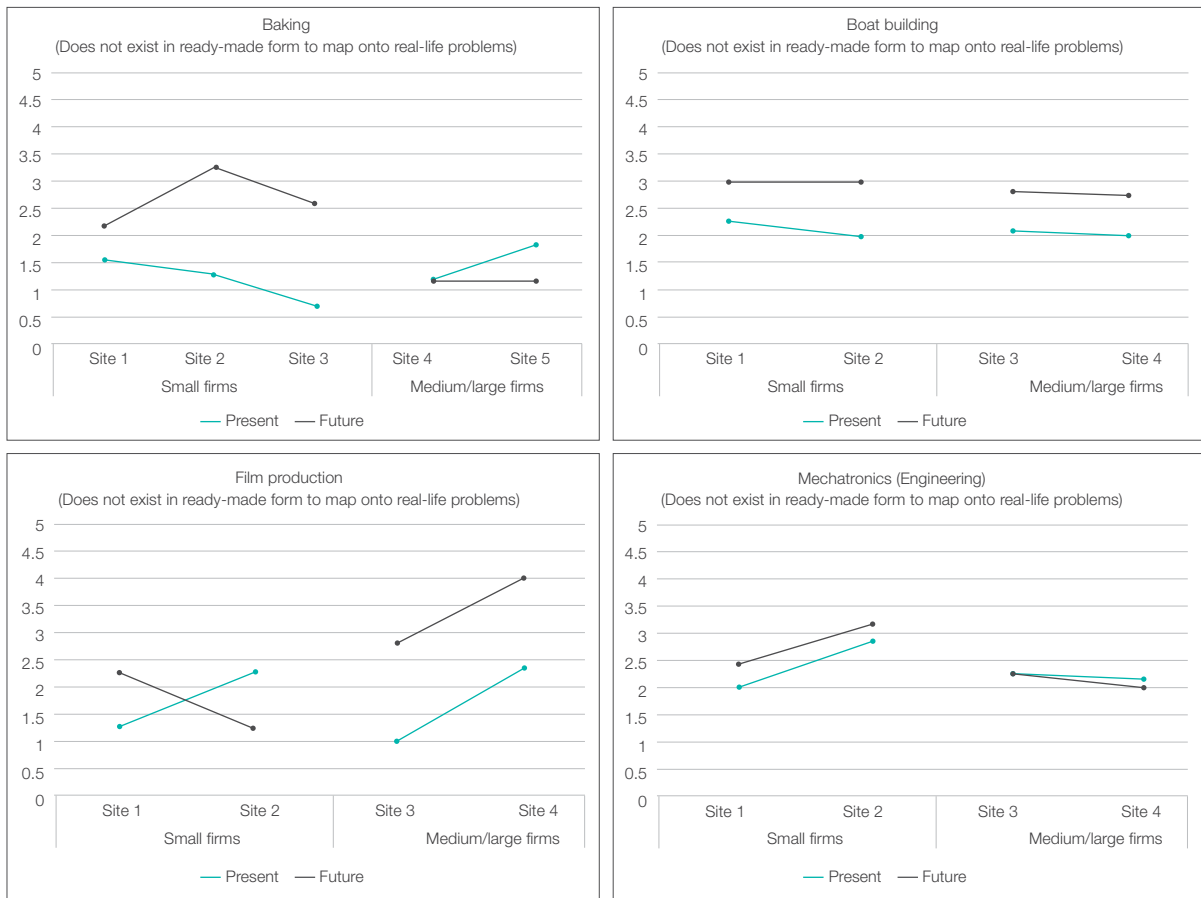 Baking
(Does not exist in ready-made form to map onto real-life problems)
5
4.5
4
3.5
3
2.5
2
1.5
1
0.5
0
Site 1 Site 2 Site 3 Site 4 Site 5
Small firms Medium/large firms
Present Future
Boat building
(Does not exist in ready-made form to map onto real-life problems)
5
4.5
4
3.5
3
2.5
2
1.5
1
0.5
0
Site 1 Site 2 Site 3 Site 4
Small firms Medium/large firms
Present Future
Film production
(Does not exist in ready-made form to map onto real-life problems)
5
4.5
4
3.5
3
2.5
2
1.5
1
0.5
0
Site 1 Site 2 Site 3 Site 4
Small firms Medium/large firms
Present Future
Mechatronics (Engineering)
(Does not exist in ready-made form to map onto real-life problems)
5
4.5
4
3.5
3
2.5
2
1.5
1
0.5
0
Site 1 Site 2 Site 3 Site 4
Small firms Medium/large firms
Present Future